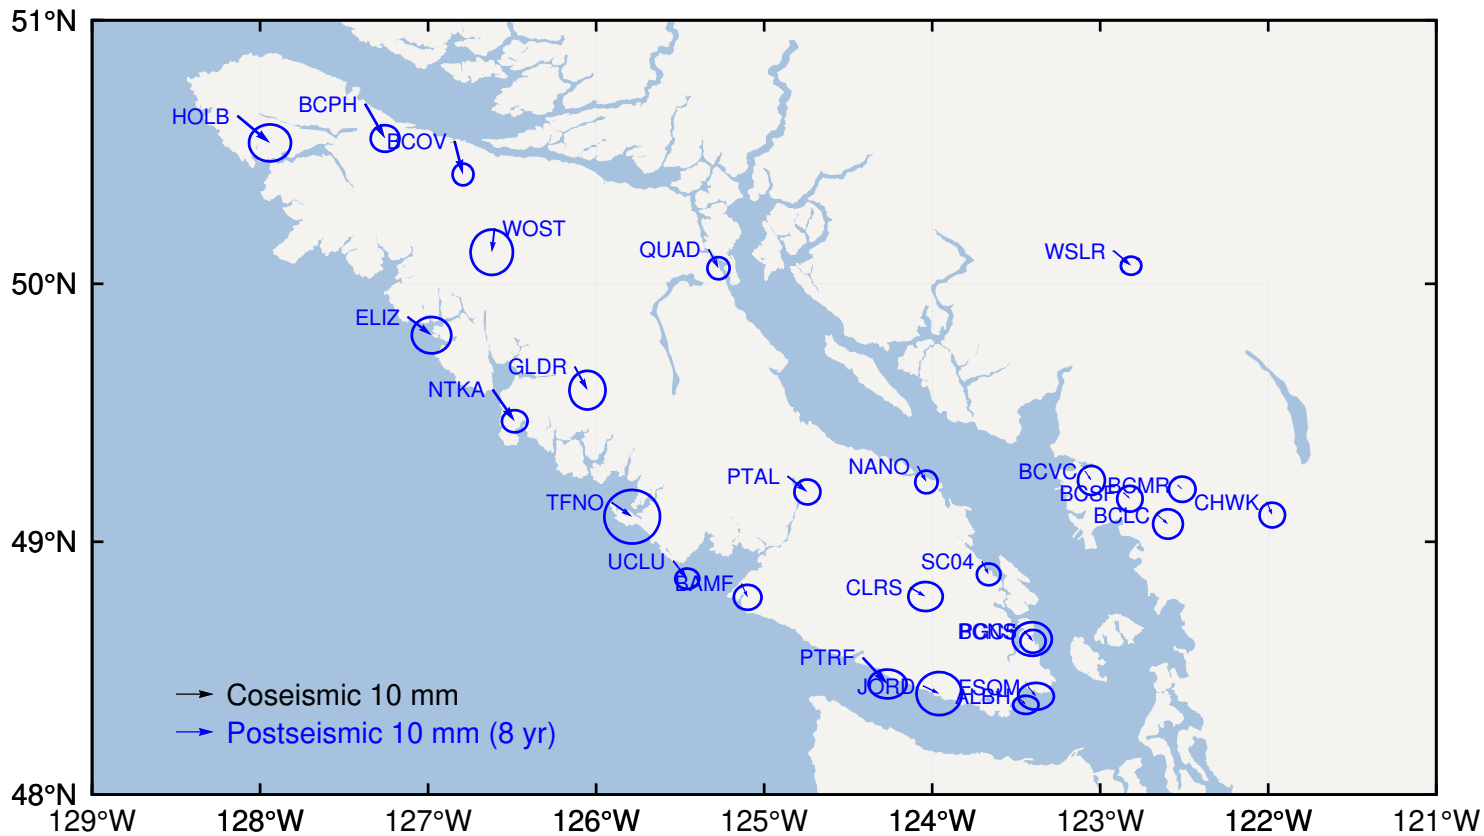 51°N
BCPH
HOLB
BCOV
WOST
QUAD
WSLR
50°N
ELIZ
GLDR
NTKA
NANO
BCVC
PTAL
BCMR
BCSF
TFNO
CHWK
BCLC
49°N
UCLU
SC04
BAMF
CLRS
PGC5
PTRF
JORD
ESQM
ALBH
Coseismic 10 mm
Postseismic 10 mm (8 yr)
48°N
129°W
128°W
127°W
126°W
125°W
124°W
123°W
122°W
121°W